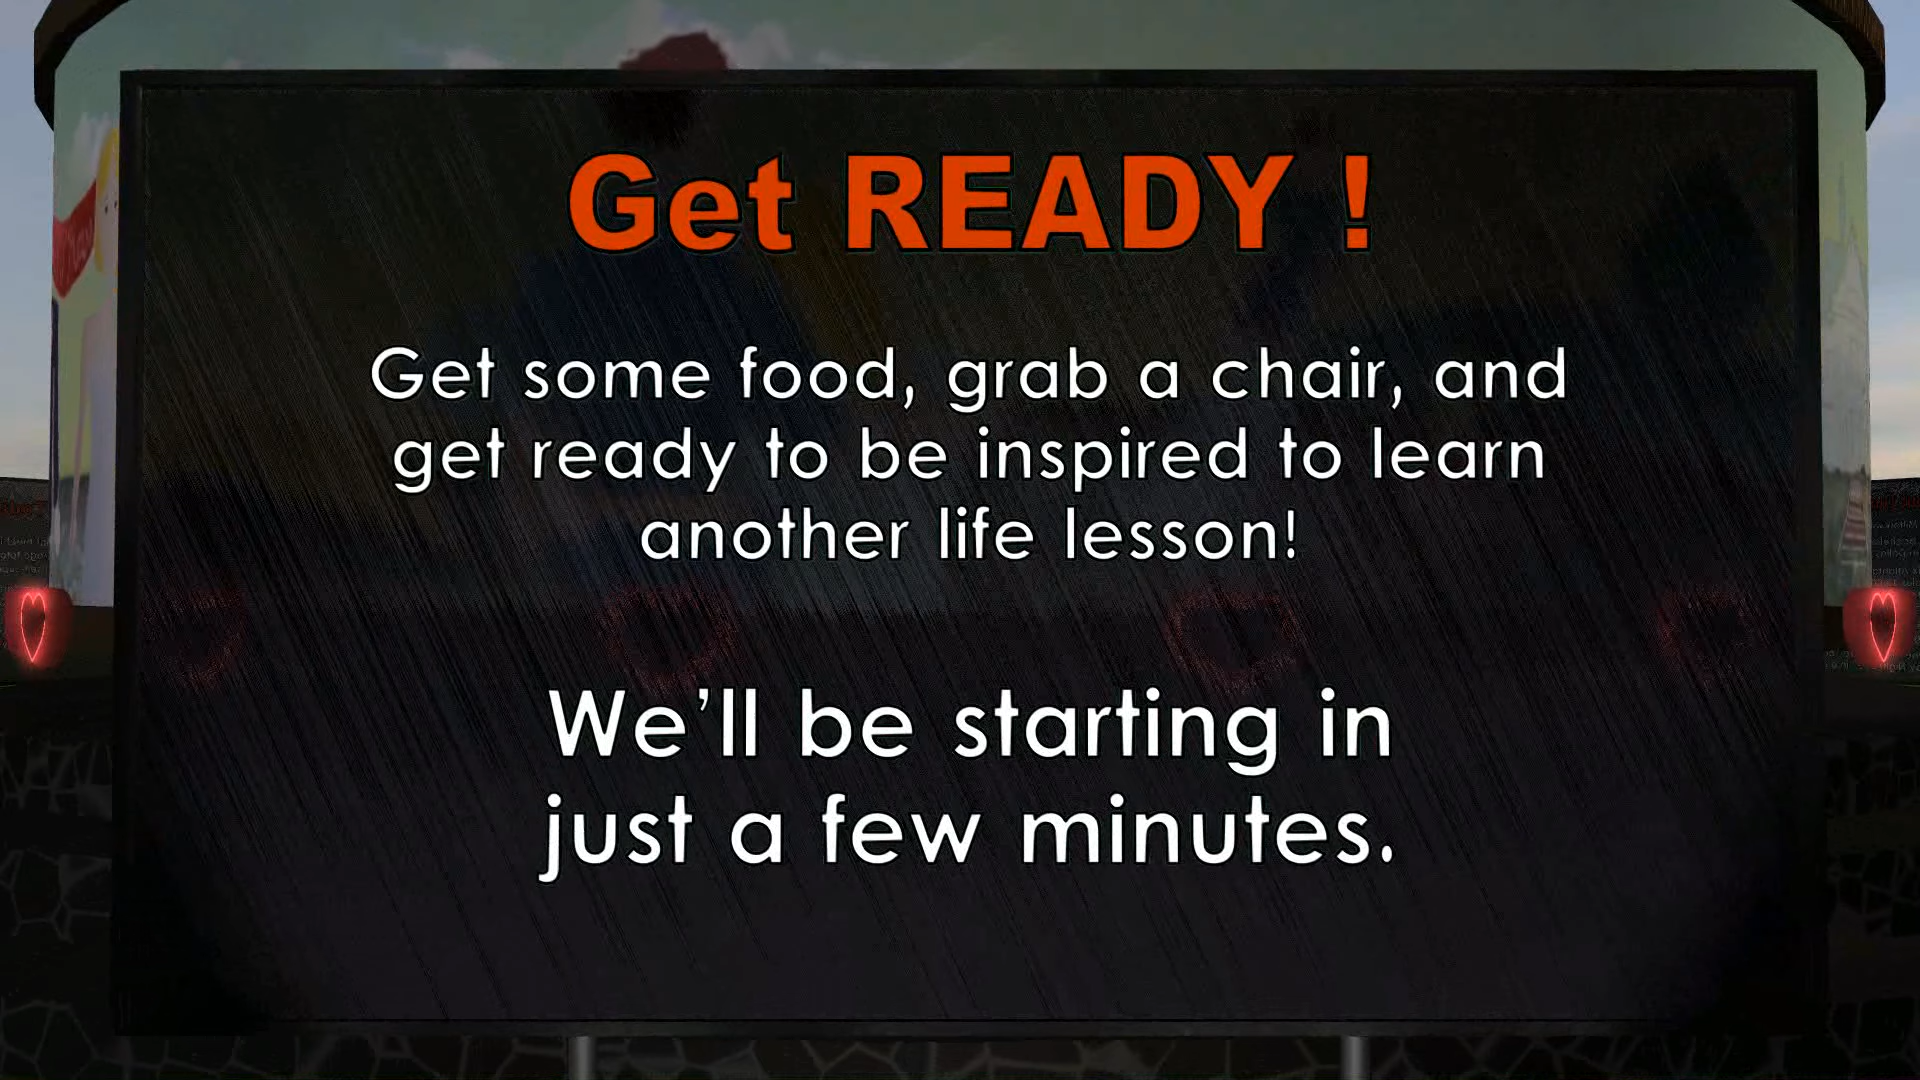 Get READY !
Get some food, grab a chair, and
get ready to be inspired to learn
another life lesson!
We'll be starting in
just a few minutes.